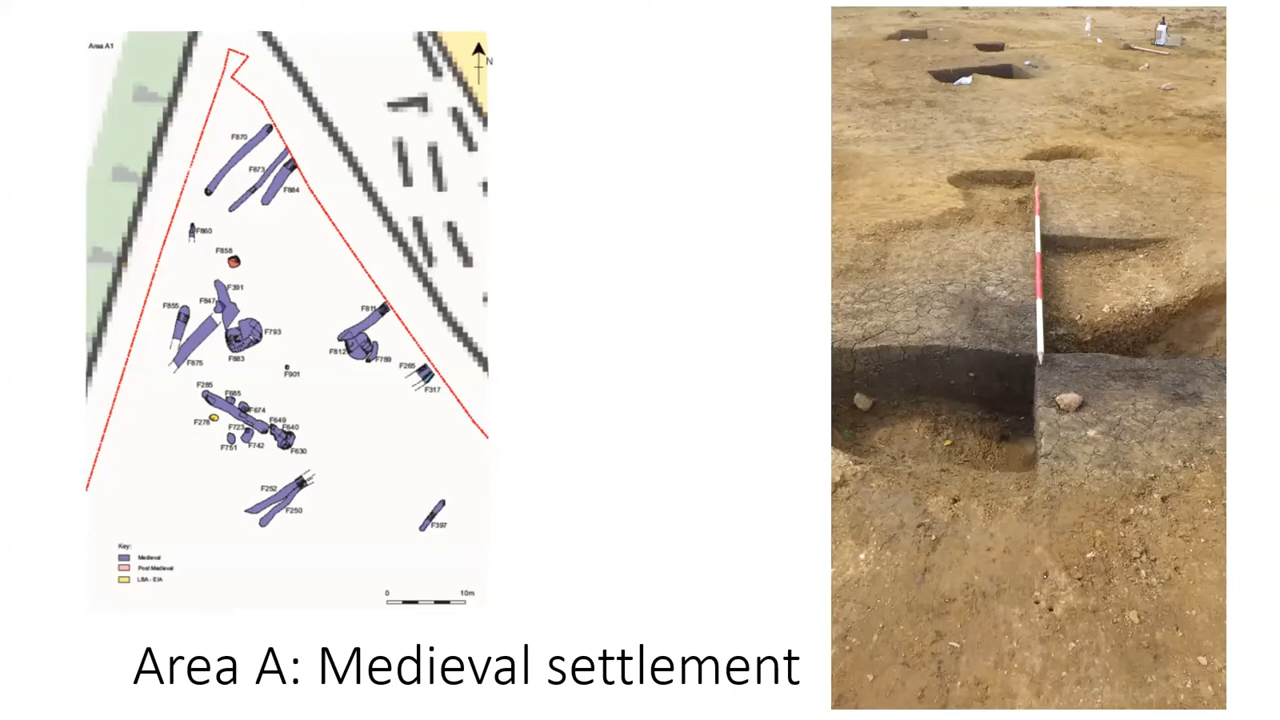 Area A1
N
F870
F873
F884
F860
F858
F391
F847
F855
F793
F811
F883
F875
F812
F789
F901
F265
F317
F285
F685
F674
F278
F649
F723
F640
F751
F742
F630
F252
F250
F397
Key:
Medieval
Post Medieval
LBA - EIA
0 10m
Area A: Medieval settlement